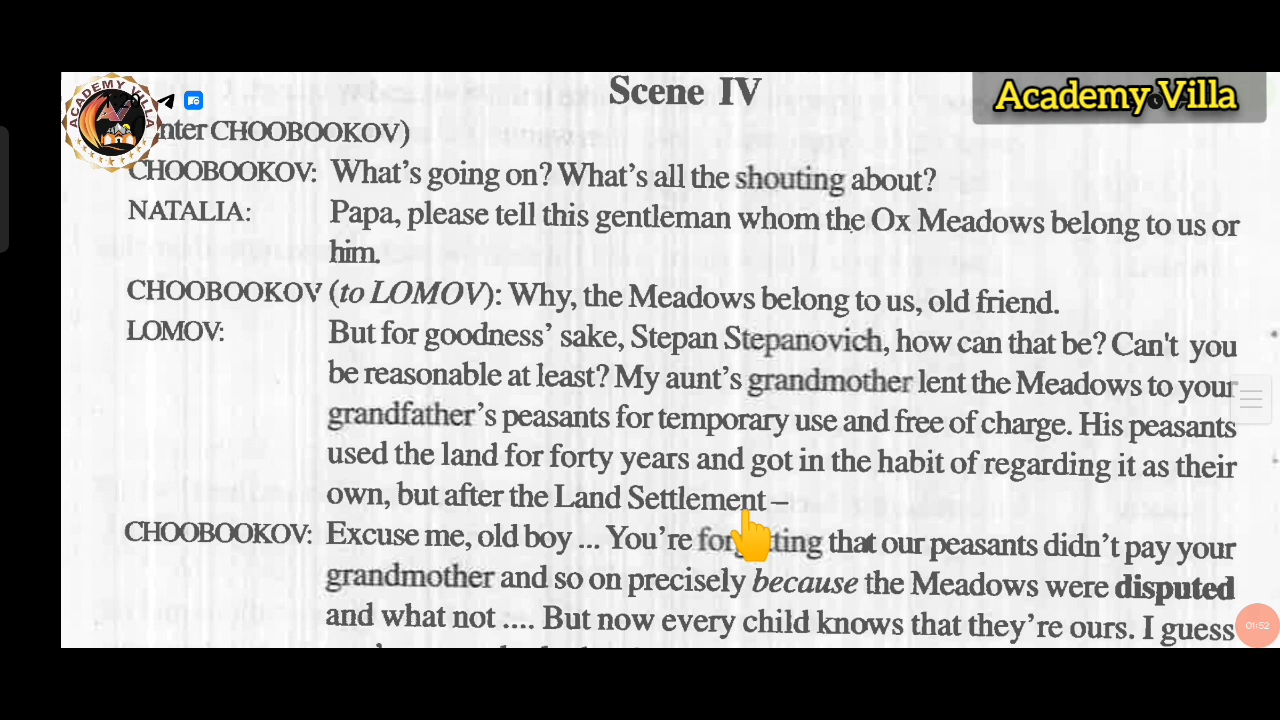 Scene IV
Academy Villa
ACADEMY VILLA
nter CHOOBOOKOV)
CHOOBOOKOV: What's going on? What's all the shouting about?
NATALIA: Papa, please tell this gentleman whom the Ox Meadows belong to us or
him.
CHOOBOOKOV (to LOMOV): Why, the Meadows belong to us, old friend.
LOMOV: But for goodness' sake, Stepan Stepanovich, how can that be? Can't you
be reasonable at least? My aunt's grandmother lent the Meadows to your
grandfather's peasants for temporary use and free of charge. His peasants
used the land for forty years and got in the habit of regarding it as their
own, but after the Land Settlement –
CHOOBOOKOV: Excuse me, old boy ... You're forgetting that our peasants didn't pay your
grandmother and so on precisely because the Meadows were disputed
and what not :... But now every child knows that they're ours. I guess
01:52